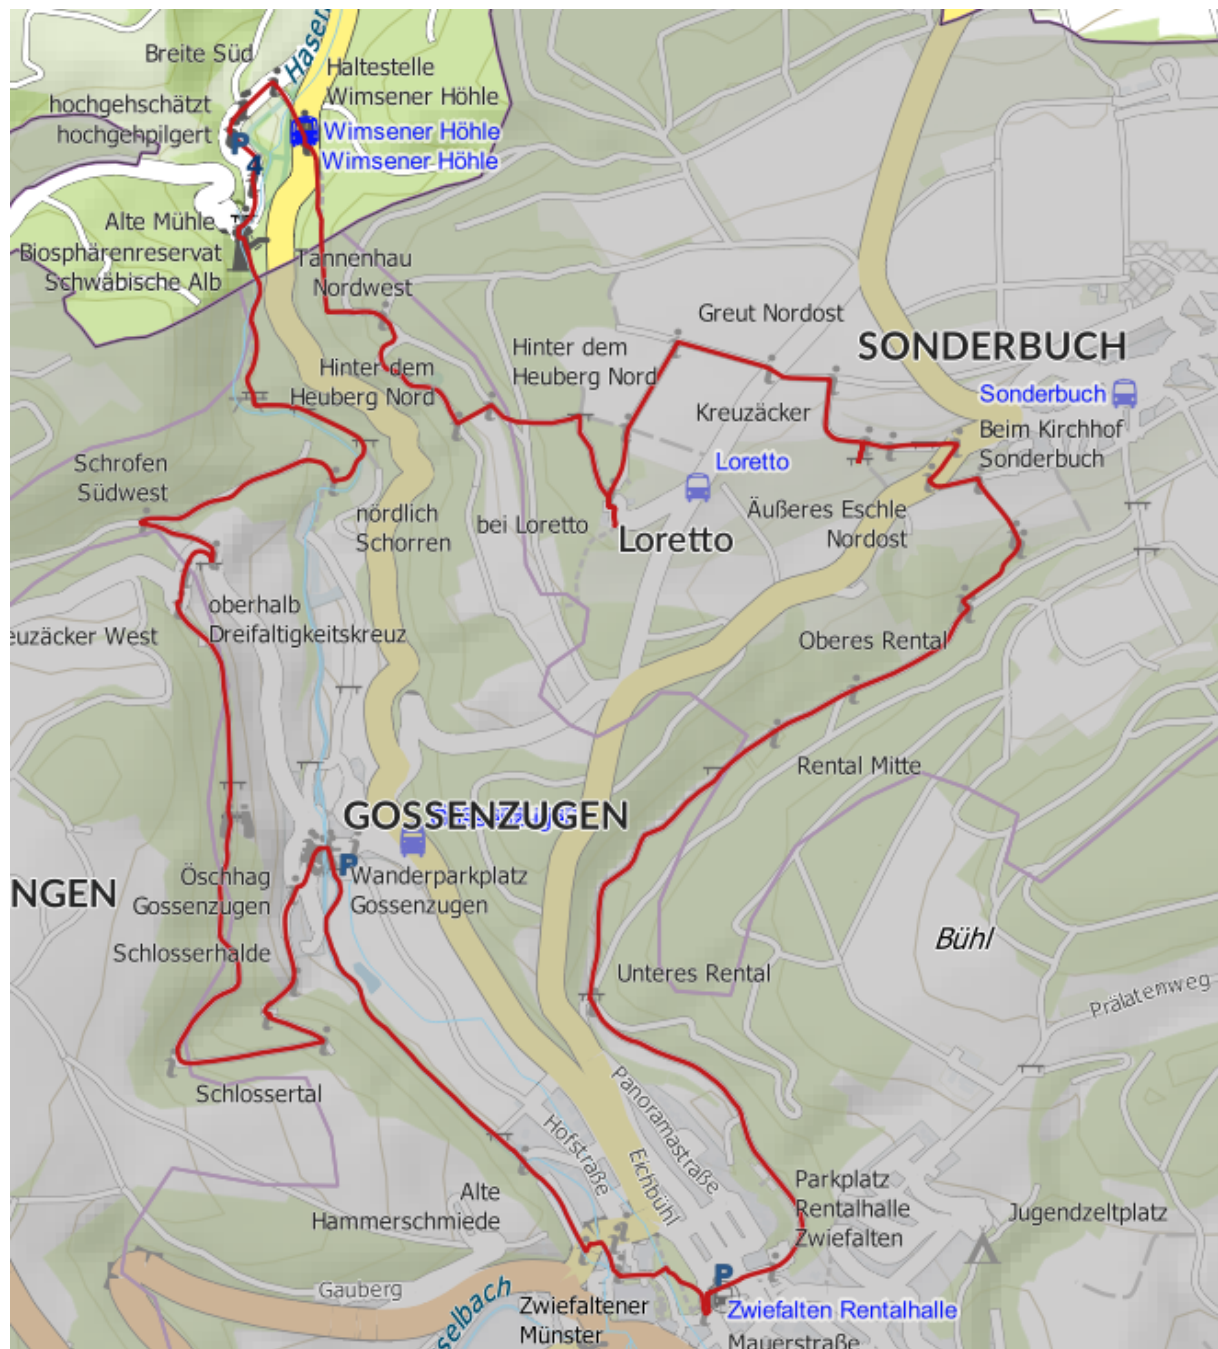 Breite Süd
Hasel
Haltestelle
Wimsener Höhle
hochgehschätzt
hochgehpilgert
Wimsener Höhle
Wimsener Höhle
P
4
Alte Mühle
Biosphärenreservat
Schwäbische Alb
Tannenhau
Nordwest
Greut Nordost
SONDERBUCH
Hinter dem
Heuberg Nord
Hinter dem
Heuberg Nord
Sonderbuch
Kreuzäcker
Beim Kirchhof
Sonderbuch
Schrofen
Südwest
Loretto
nördlich
Schorren
bei Loretto
Loretto
Äußeres Eschle
Nordost
oberhalb
Dreifaltigkeitskreuz
euzäcker West
Oberes Rental
Rental Mitte
GOSSENZUGEN
P
Öschhag
Gossenzugen
Wanderparkplatz
Gossenzugen
NGEN
Bühl
Schlosserhalde
Unteres Rental
Prälatenweg
Schlossertal
Panoramastraße
Hofstraße
Eichbühl
Alte
Hammerschmiede
Parkplatz
Rentalhalle
Zwiefalten
Jugendzeltplatz
Gauberg
selbach
P
Zwiefaltener
Münster
Zwiefalten Rentalhalle
Mauerstraße